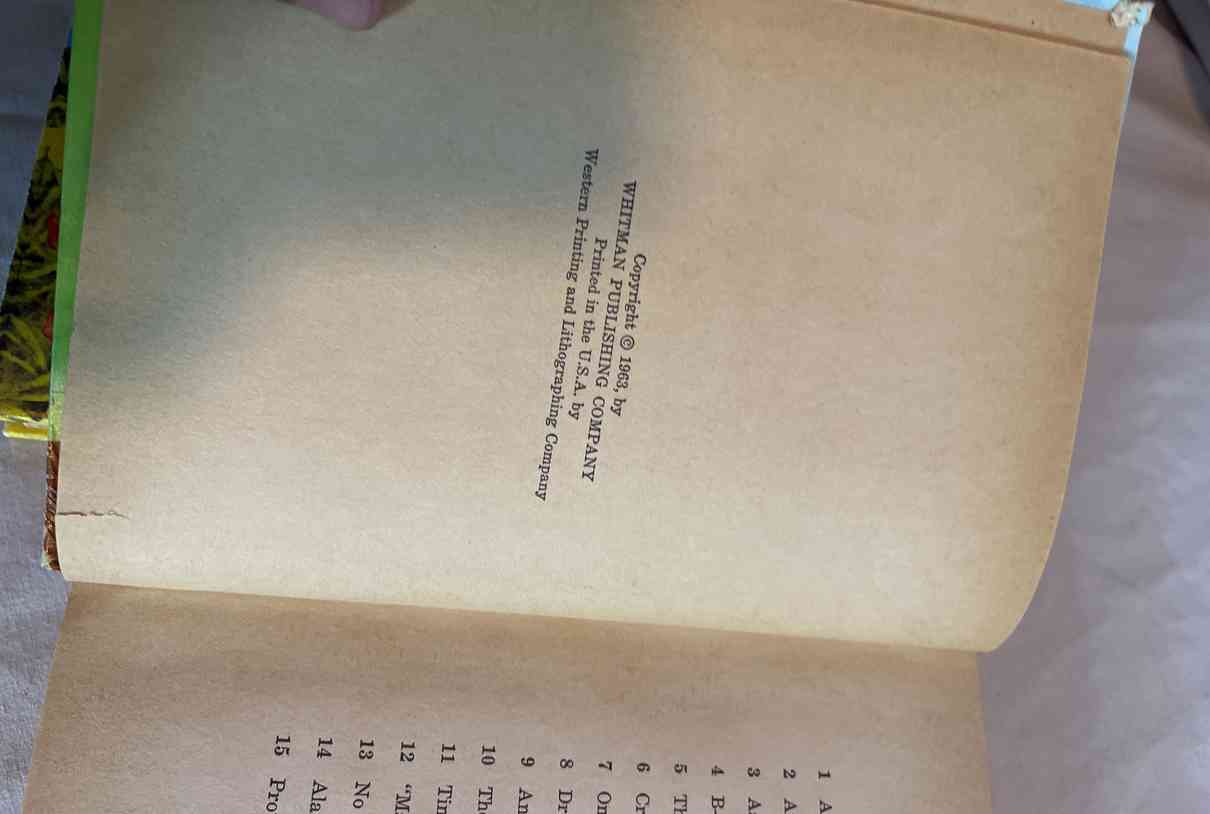 Copyright © 1963, by
WHITMAN PUBLISHING COMPANY
Printed in the U.S.A. by
Western Printing and Lithographing Company
1 A
2 A
3 A
4 B
5 Th
6 Cr
7 On
8 Dr
9 An
10 Th
11 Tin
12 “M
13 No
14 Ala
15 Pro